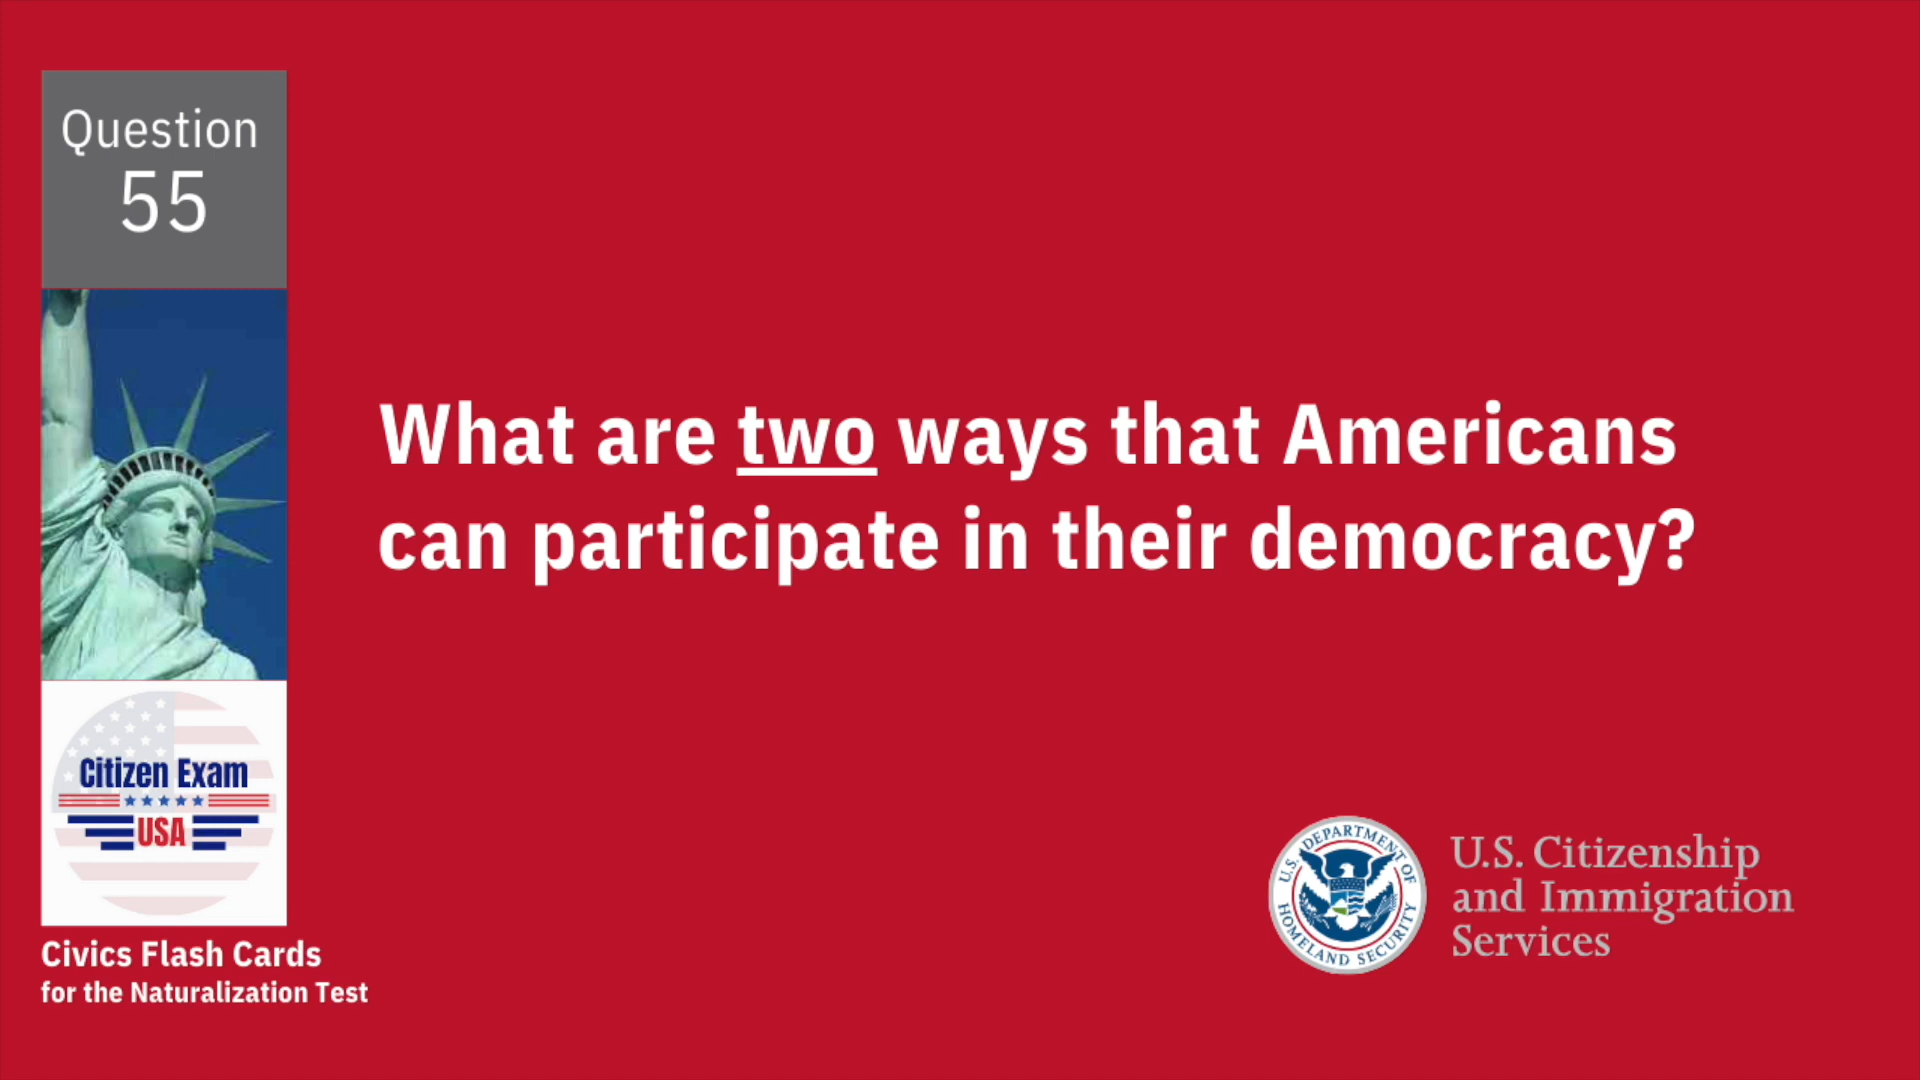 Question
55
What are two ways that Americans
can participate in their democracy?
Citizen Exam
USA
Civics Flash Cards
for the Naturalization Test
U.S. DEPARTMENT OF
HOMELAND SECURITY
U.S. Citizenship
and Immigration
Services